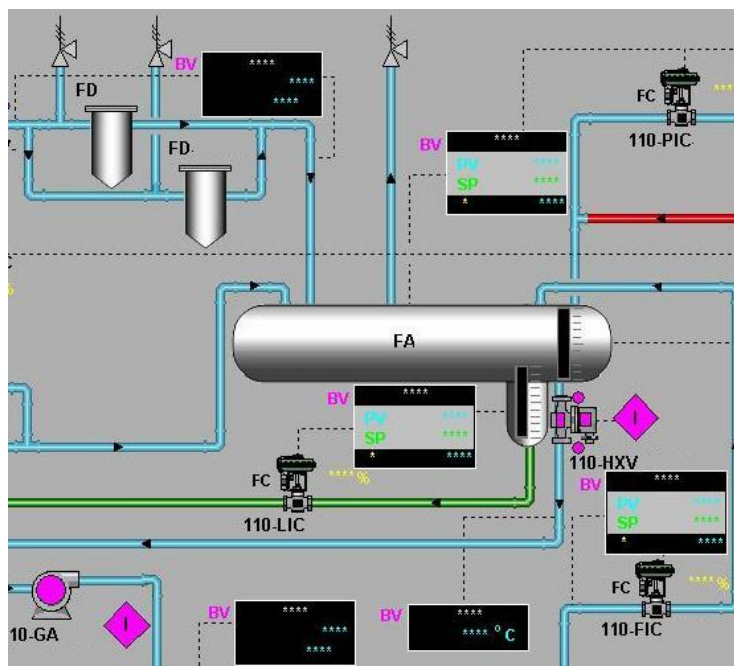 BV
****
****
****
FD
FD
FC
***
110-PIC
BV
****
PV ****
SP ****
* ****
C
%
FA
BV
****
PV ****
SP ****
* ****
I
110-HXV
FC
****%
110-LIC
BV
****
PV ****
SP ****
* ****
FC
****%
110-FIC
10-GA
I
BV
****
****
****
BV
****
**** °C